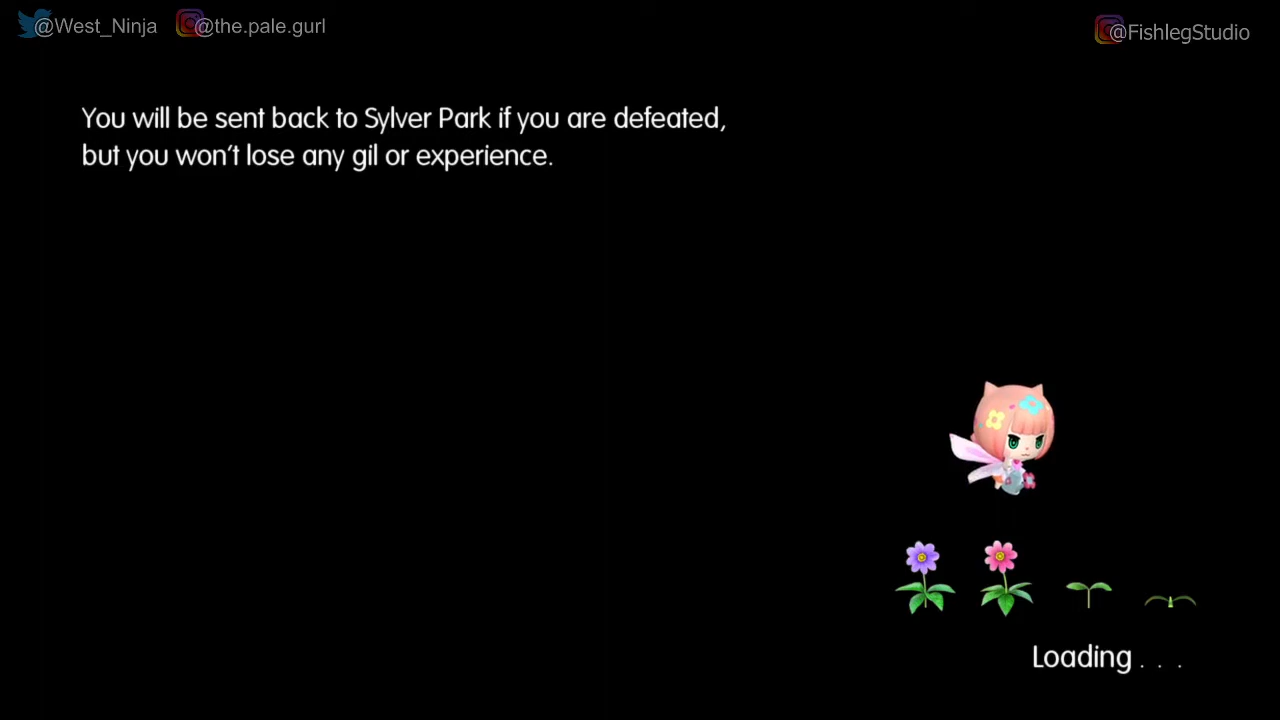 @West_Ninja @the.pale.gurl @FishlegStudio
You will be sent back to Sylver Park if you are defeated,
but you won't lose any gil or experience.
Loading . . .